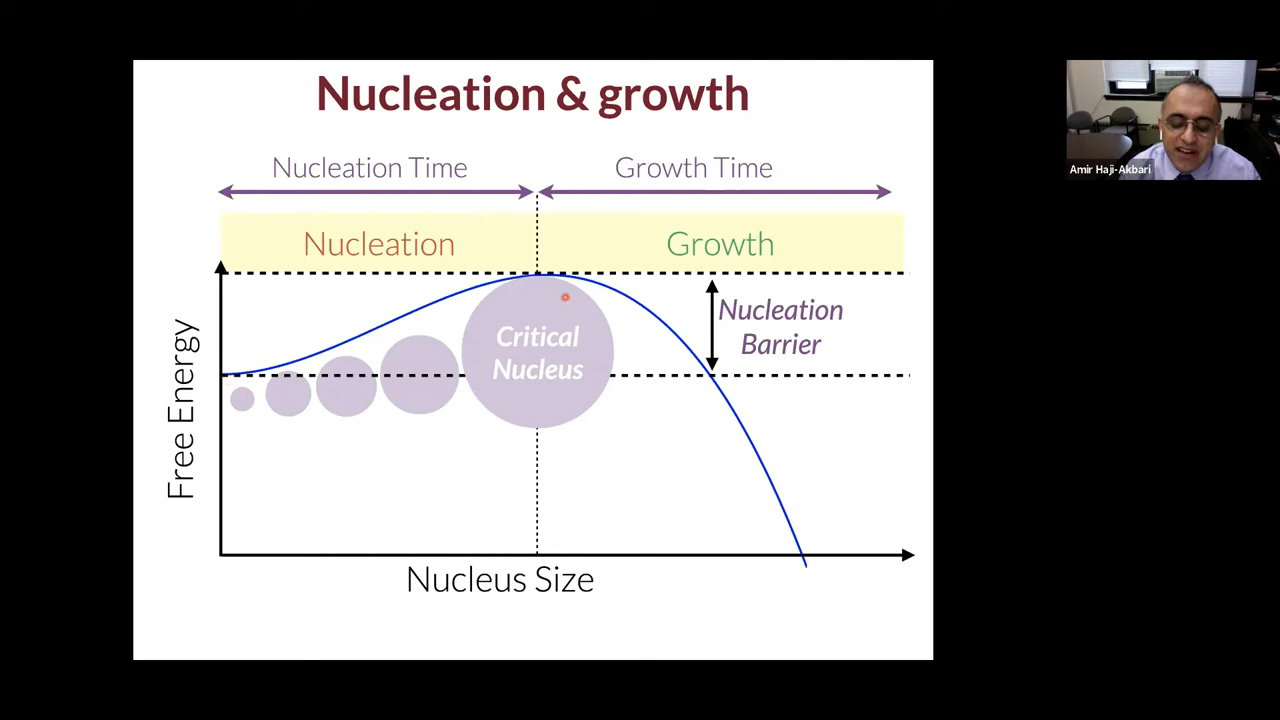 Nucleation & growth
Nucleation Time
Growth Time
Nucleation
Growth
Nucleation
Barrier
Critical
Nucleus
Free Energy
Nucleus Size
Amir Haji-Akbari